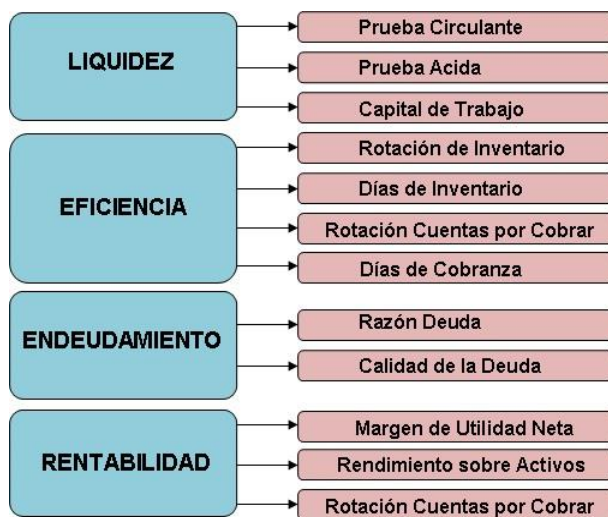 LIQUIDEZ
Prueba Circulante
Prueba Acida
Capital de Trabajo
EFICIENCIA
Rotación de Inventario
Días de Inventario
Rotación Cuentas por Cobrar
Días de Cobranza
ENDEUDAMIENTO
Razón Deuda
Calidad de la Deuda
RENTABILIDAD
Margen de Utilidad Neta
Rendimiento sobre Activos
Rotación Cuentas por Cobrar